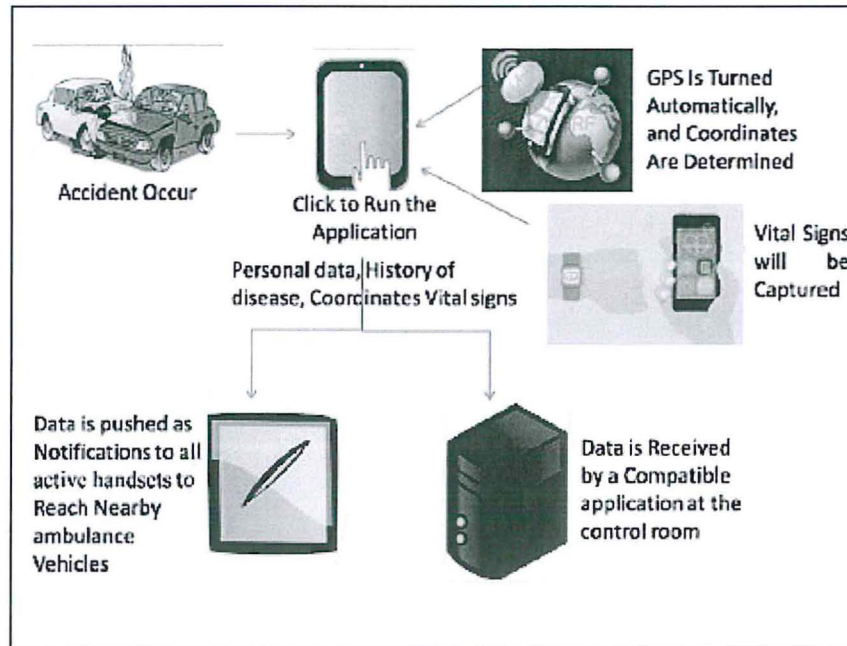 Accident Occur
Click to Run the
Application
GPS Is Turned
Automatically,
and Coordinates
Are Determined
Vital Signs
will be
Captured
Personal data, History of
disease, Coordinates Vital signs
Data is pushed as
Notifications to all
active handsets to
Reach Nearby
ambulance
Vehicles
Data is Received
by a Compatible
application at the
control room